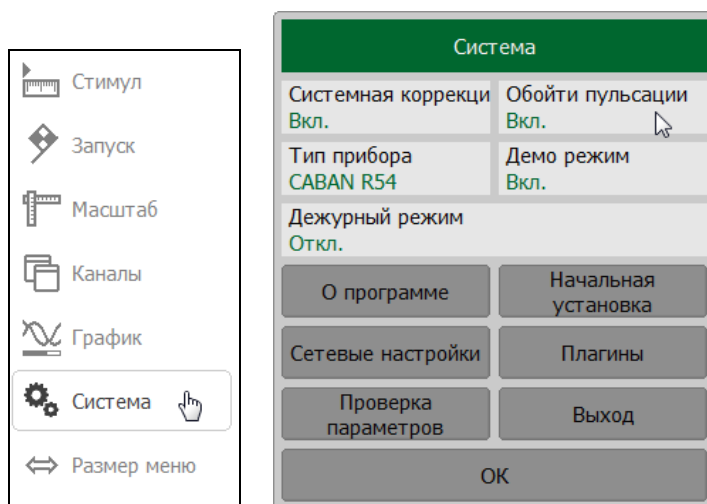 Стимул
Запуск
Масштаб
Каналы
График
Система
Размер меню
Система
Системная коррекци
Вкл.
Обойти пульсации
Вкл.
Тип прибора
CABAN R54
Демо режим
Вкл.
Дежурный режим
Откл.
О программе
Начальная
установка
Сетевые настройки
Плагины
Проверка
параметров
Выход
ОК